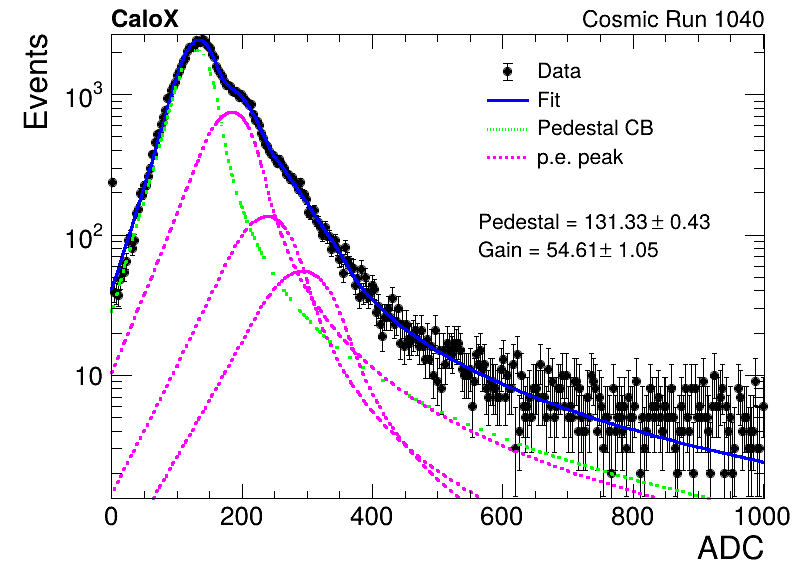 CaloX Cosmic Run 1040
Events
Data
Fit
Pedestal CB
p.e. peak
Pedestal = 131.33 ± 0.43
Gain = 54.61 ± 1.05
10³
10²
10
0 200 400 600 800 1000
ADC